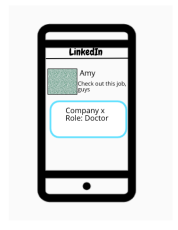 LinkedIn
Amy
Check out this job,
guys
Company x
Role: Doctor